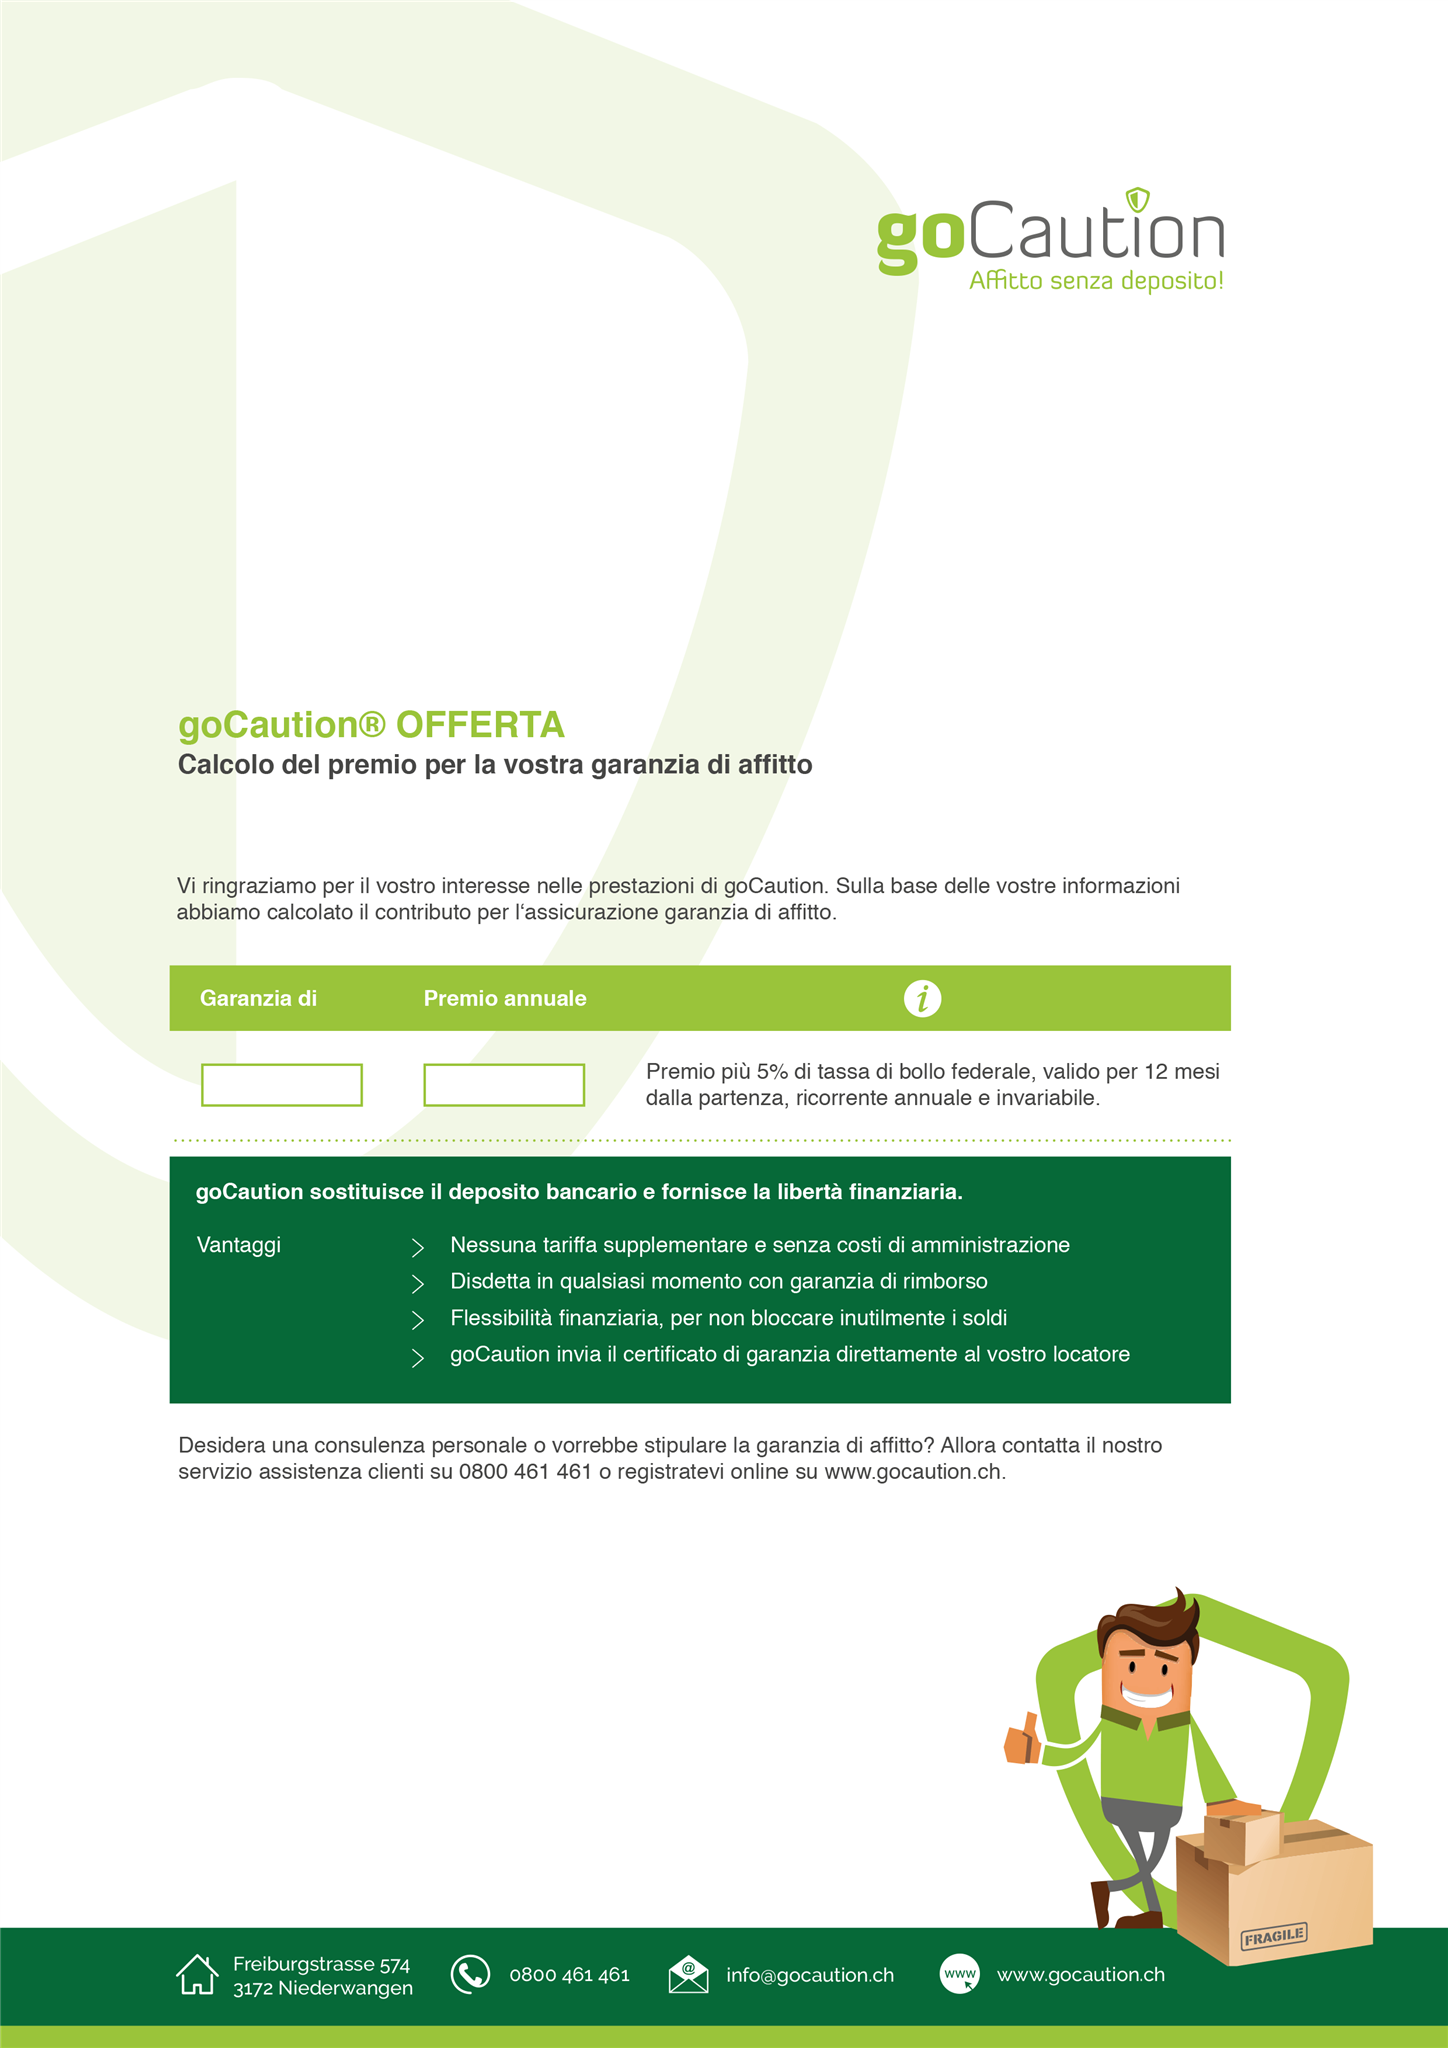 goCaution
Affitto senza deposito!
goCaution® OFFERTA
Calcolo del premio per la vostra garanzia di affitto
Vi ringraziamo per il vostro interesse nelle prestazioni di goCaution. Sulla base delle vostre informazioni
abbiamo calcolato il contributo per l‘assicurazione garanzia di affitto.
Garanzia di
Premio annuale
i
Premio più 5% di tassa di bollo federale, valido per 12 mesi
dalla partenza, ricorrente annuale e invariabile.
goCaution sostituisce il deposito bancario e fornisce la libertà finanziaria.
Vantaggi
Nessuna tariffa supplementare e senza costi di amministrazione
Disdetta in qualsiasi momento con garanzia di rimborso
Flessibilità finanziaria, per non bloccare inutilmente i soldi
goCaution invia il certificato di garanzia direttamente al vostro locatore
Desidera una consulenza personale o vorrebbe stipulare la garanzia di affitto? Allora contatta il nostro
servizio assistenza clienti su 0800 461 461 o registratevi online su www.gocaution.ch.
FRAGILE
Freiburgstrasse 574
3172 Niederwangen
0800 461 461
@
info@gocaution.ch
www
www.gocaution.ch